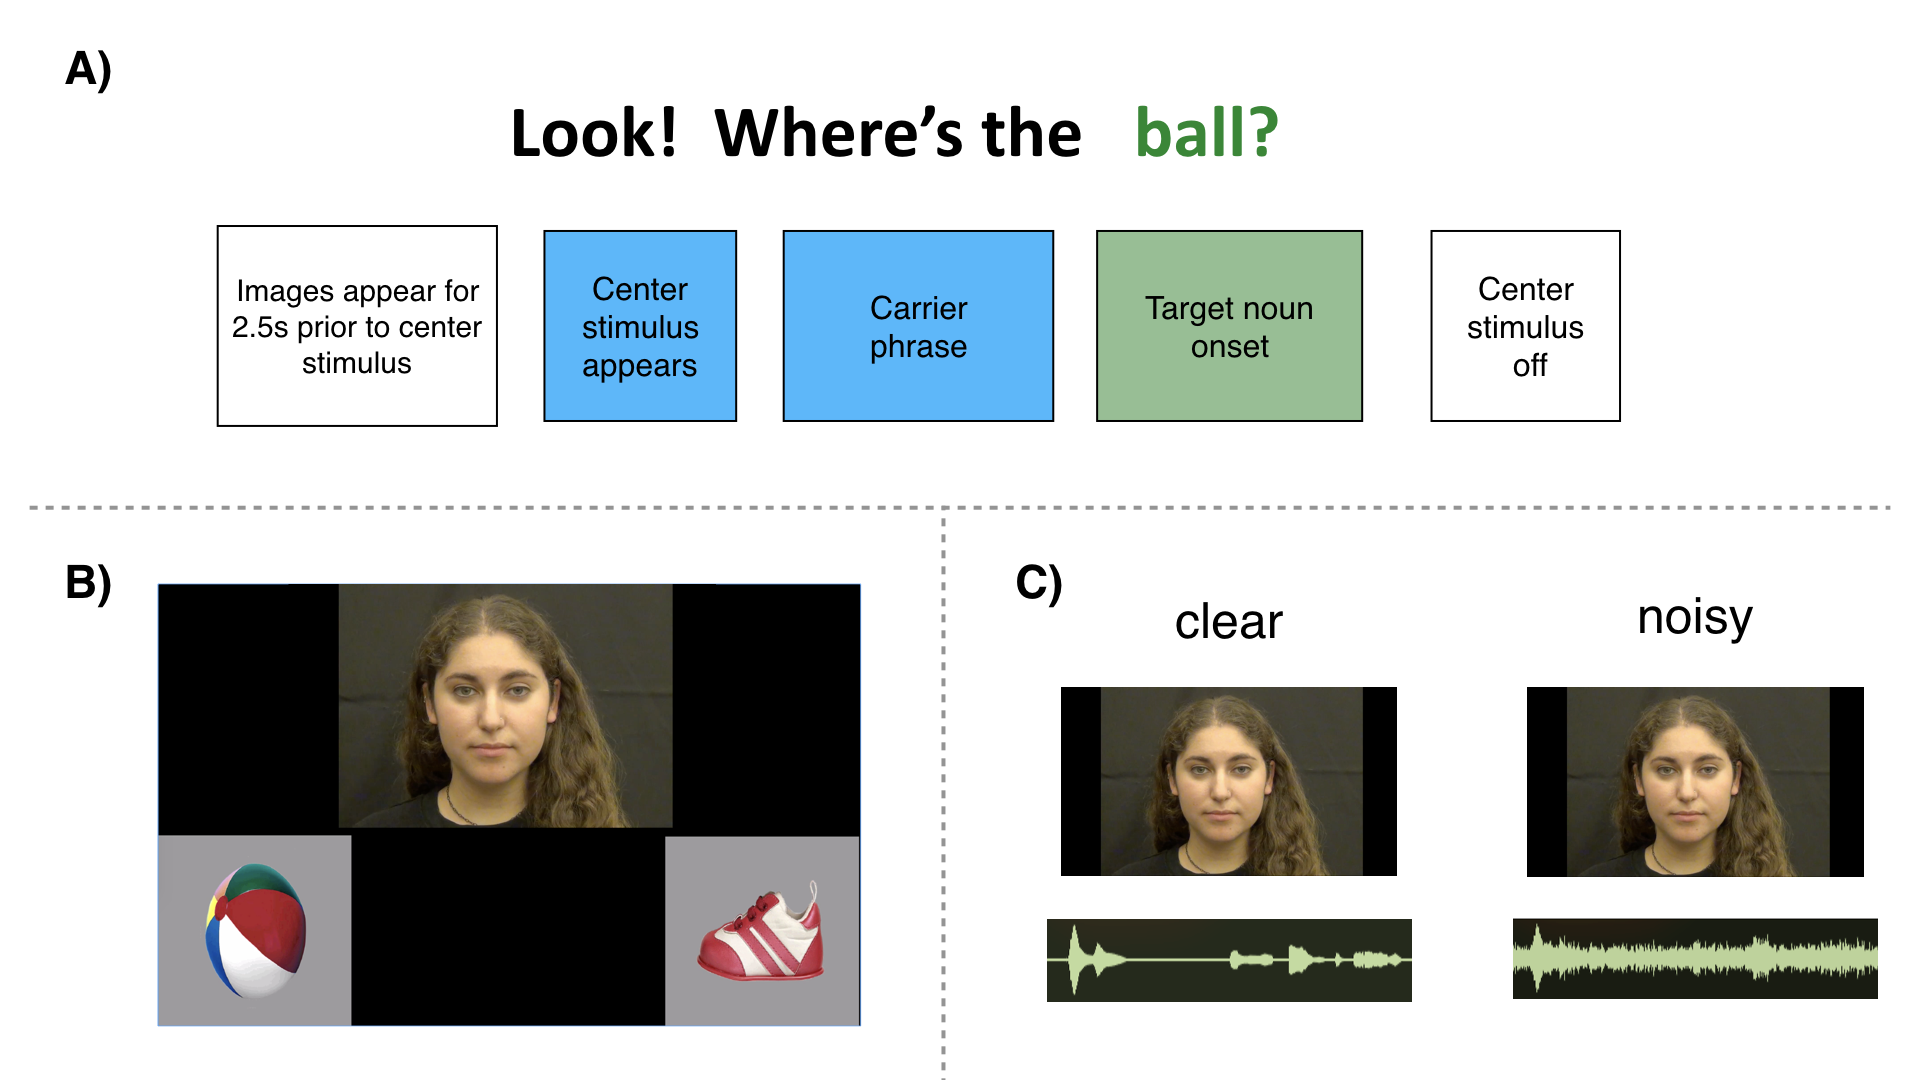 A)
Look! Where’s the ball?
Images appear for
2.5s prior to center
stimulus
Center
stimulus
appears
Carrier
phrase
Target noun
onset
Center
stimulus
off
B)
C)
clear
noisy